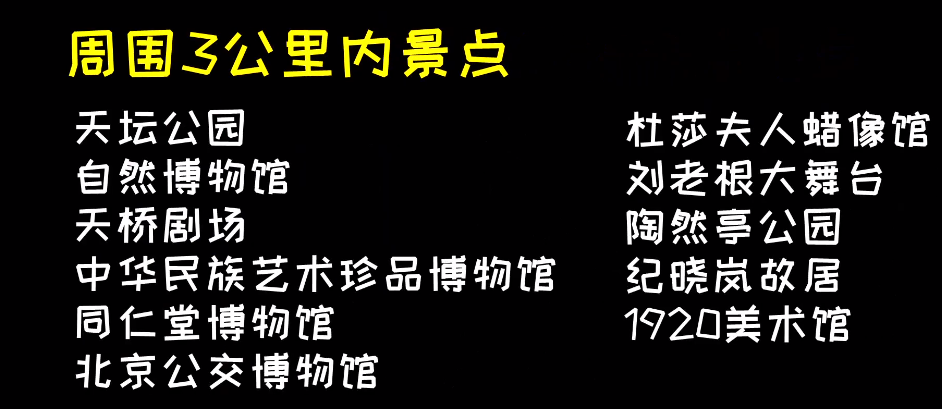 周围3公里内景点
天坛公园
自然博物馆
天桥剧场
中华民族艺术珍品博物馆
同仁堂博物馆
北京公交博物馆
杜莎夫人蜡像馆
刘老根大舞台
陶然亭公园
纪晓岚故居
1920美术馆